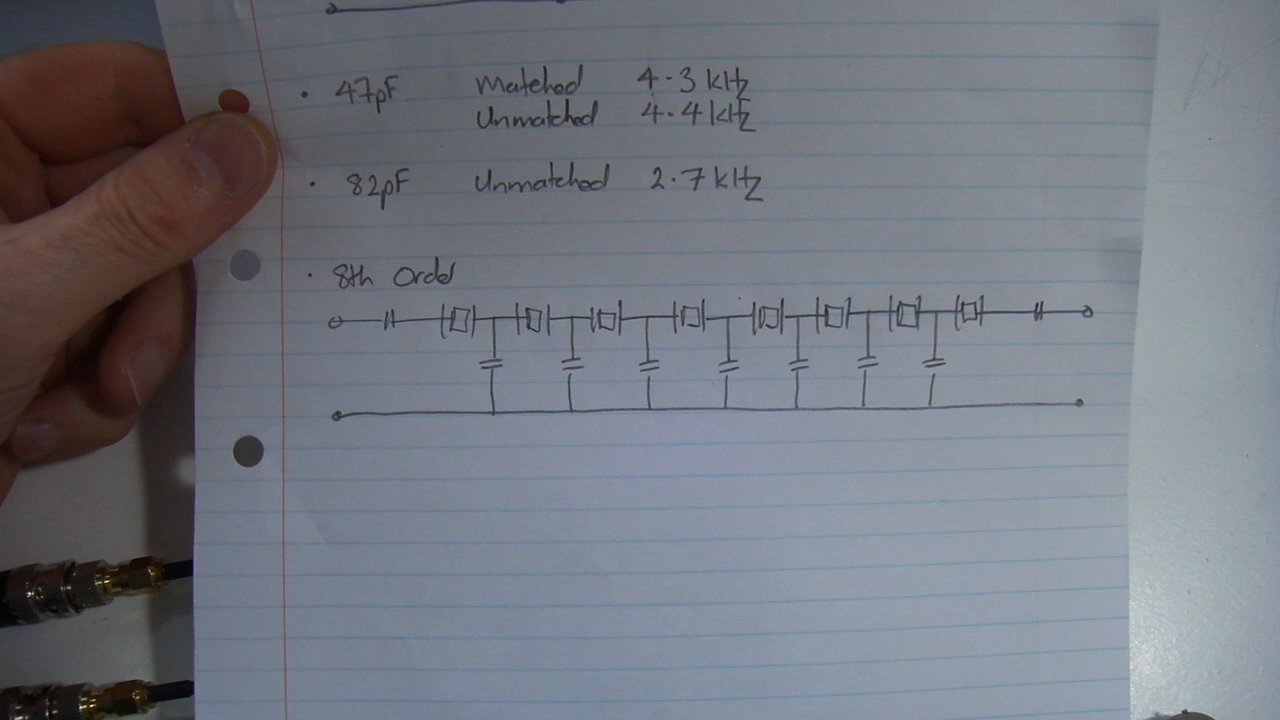 · 47pF Matched 4.3 kHz
Unmatched 4.4 kHz
· 82pF Unmatched 2.7 kHz
· 8th Order